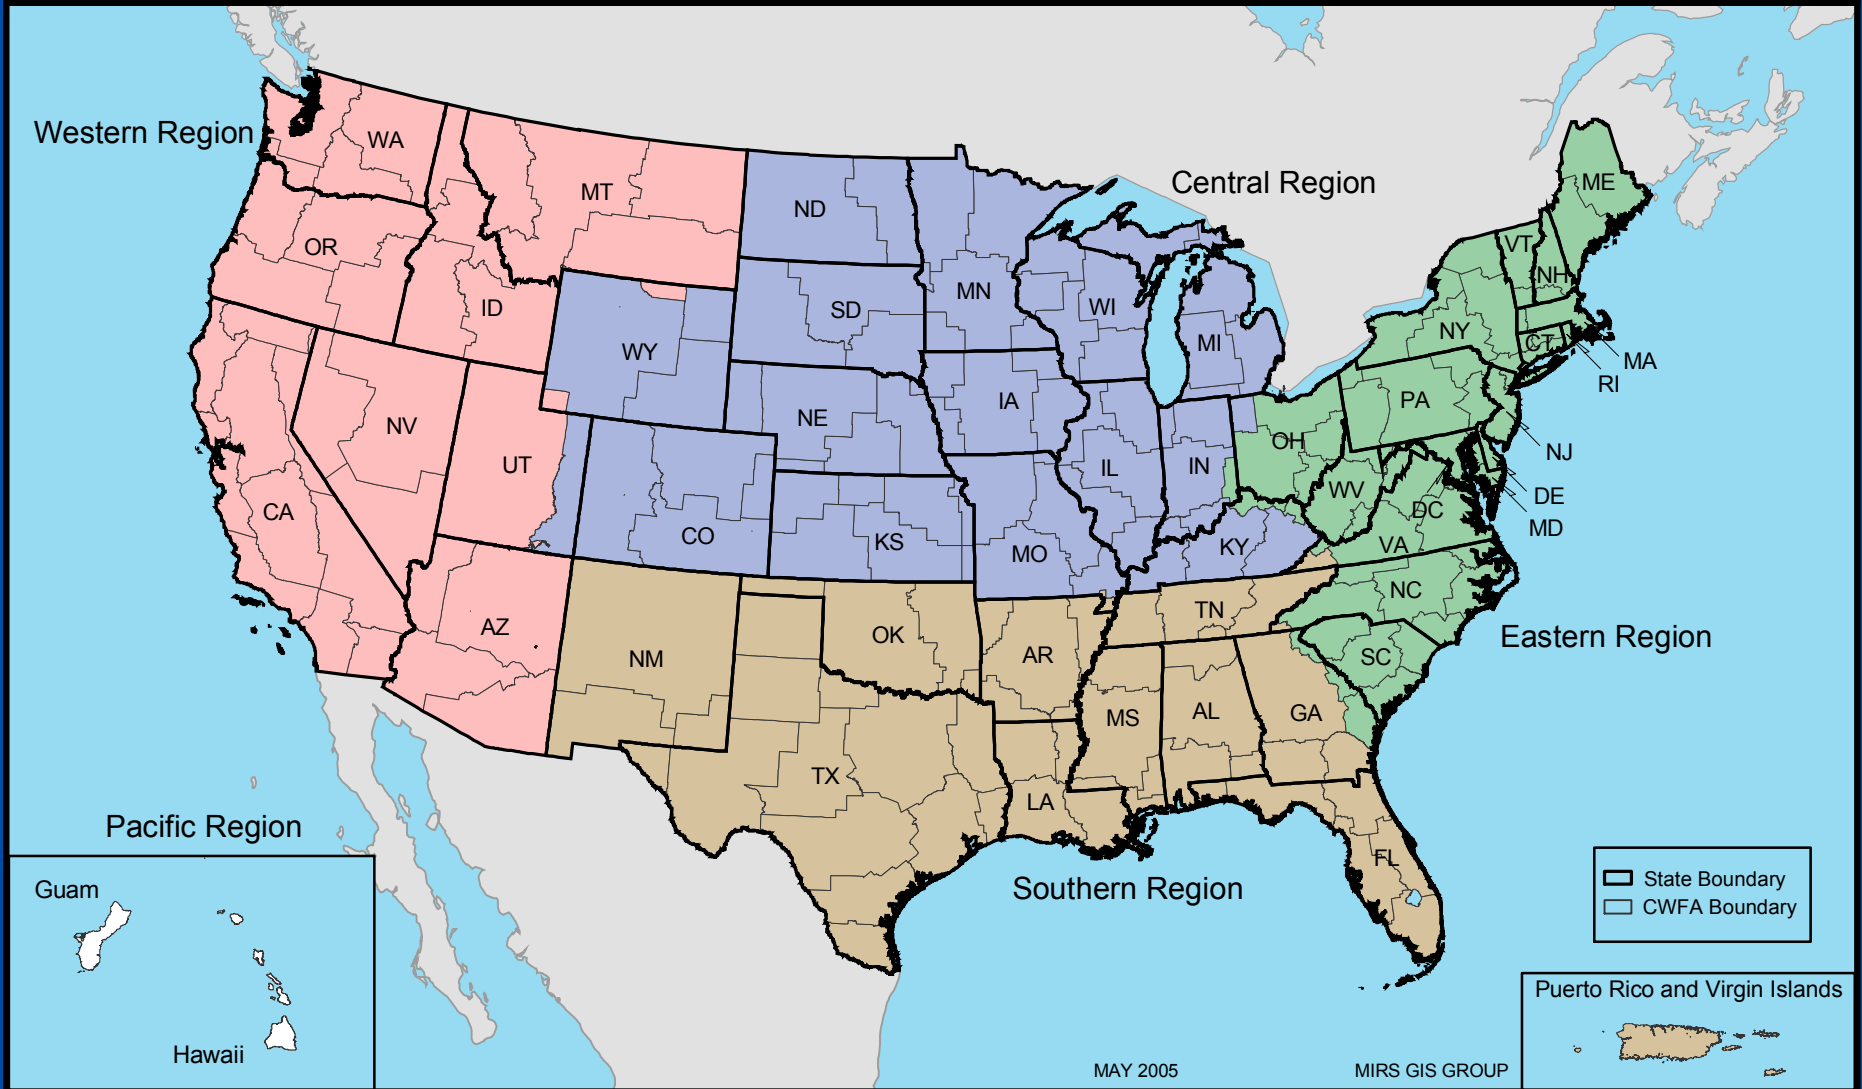 Western Region
Central Region
WA
MT
ND
ME
OR
VT
NH
ID
SD
MN
WI
NY
MI
CT
MA
WY
RI
IA
PA
NE
NV
OH
NJ
UT
IL
IN
WV
DE
CA
DC
MD
CO
KS
MO
KY
VA
NC
TN
AZ
OK
Eastern Region
NM
AR
SC
MS
AL
GA
TX
LA
Pacific Region
FL
Southern Region
State Boundary
CWFA Boundary
Guam
Hawaii
Puerto Rico and Virgin Islands
MAY 2005
MIRS GIS GROUP